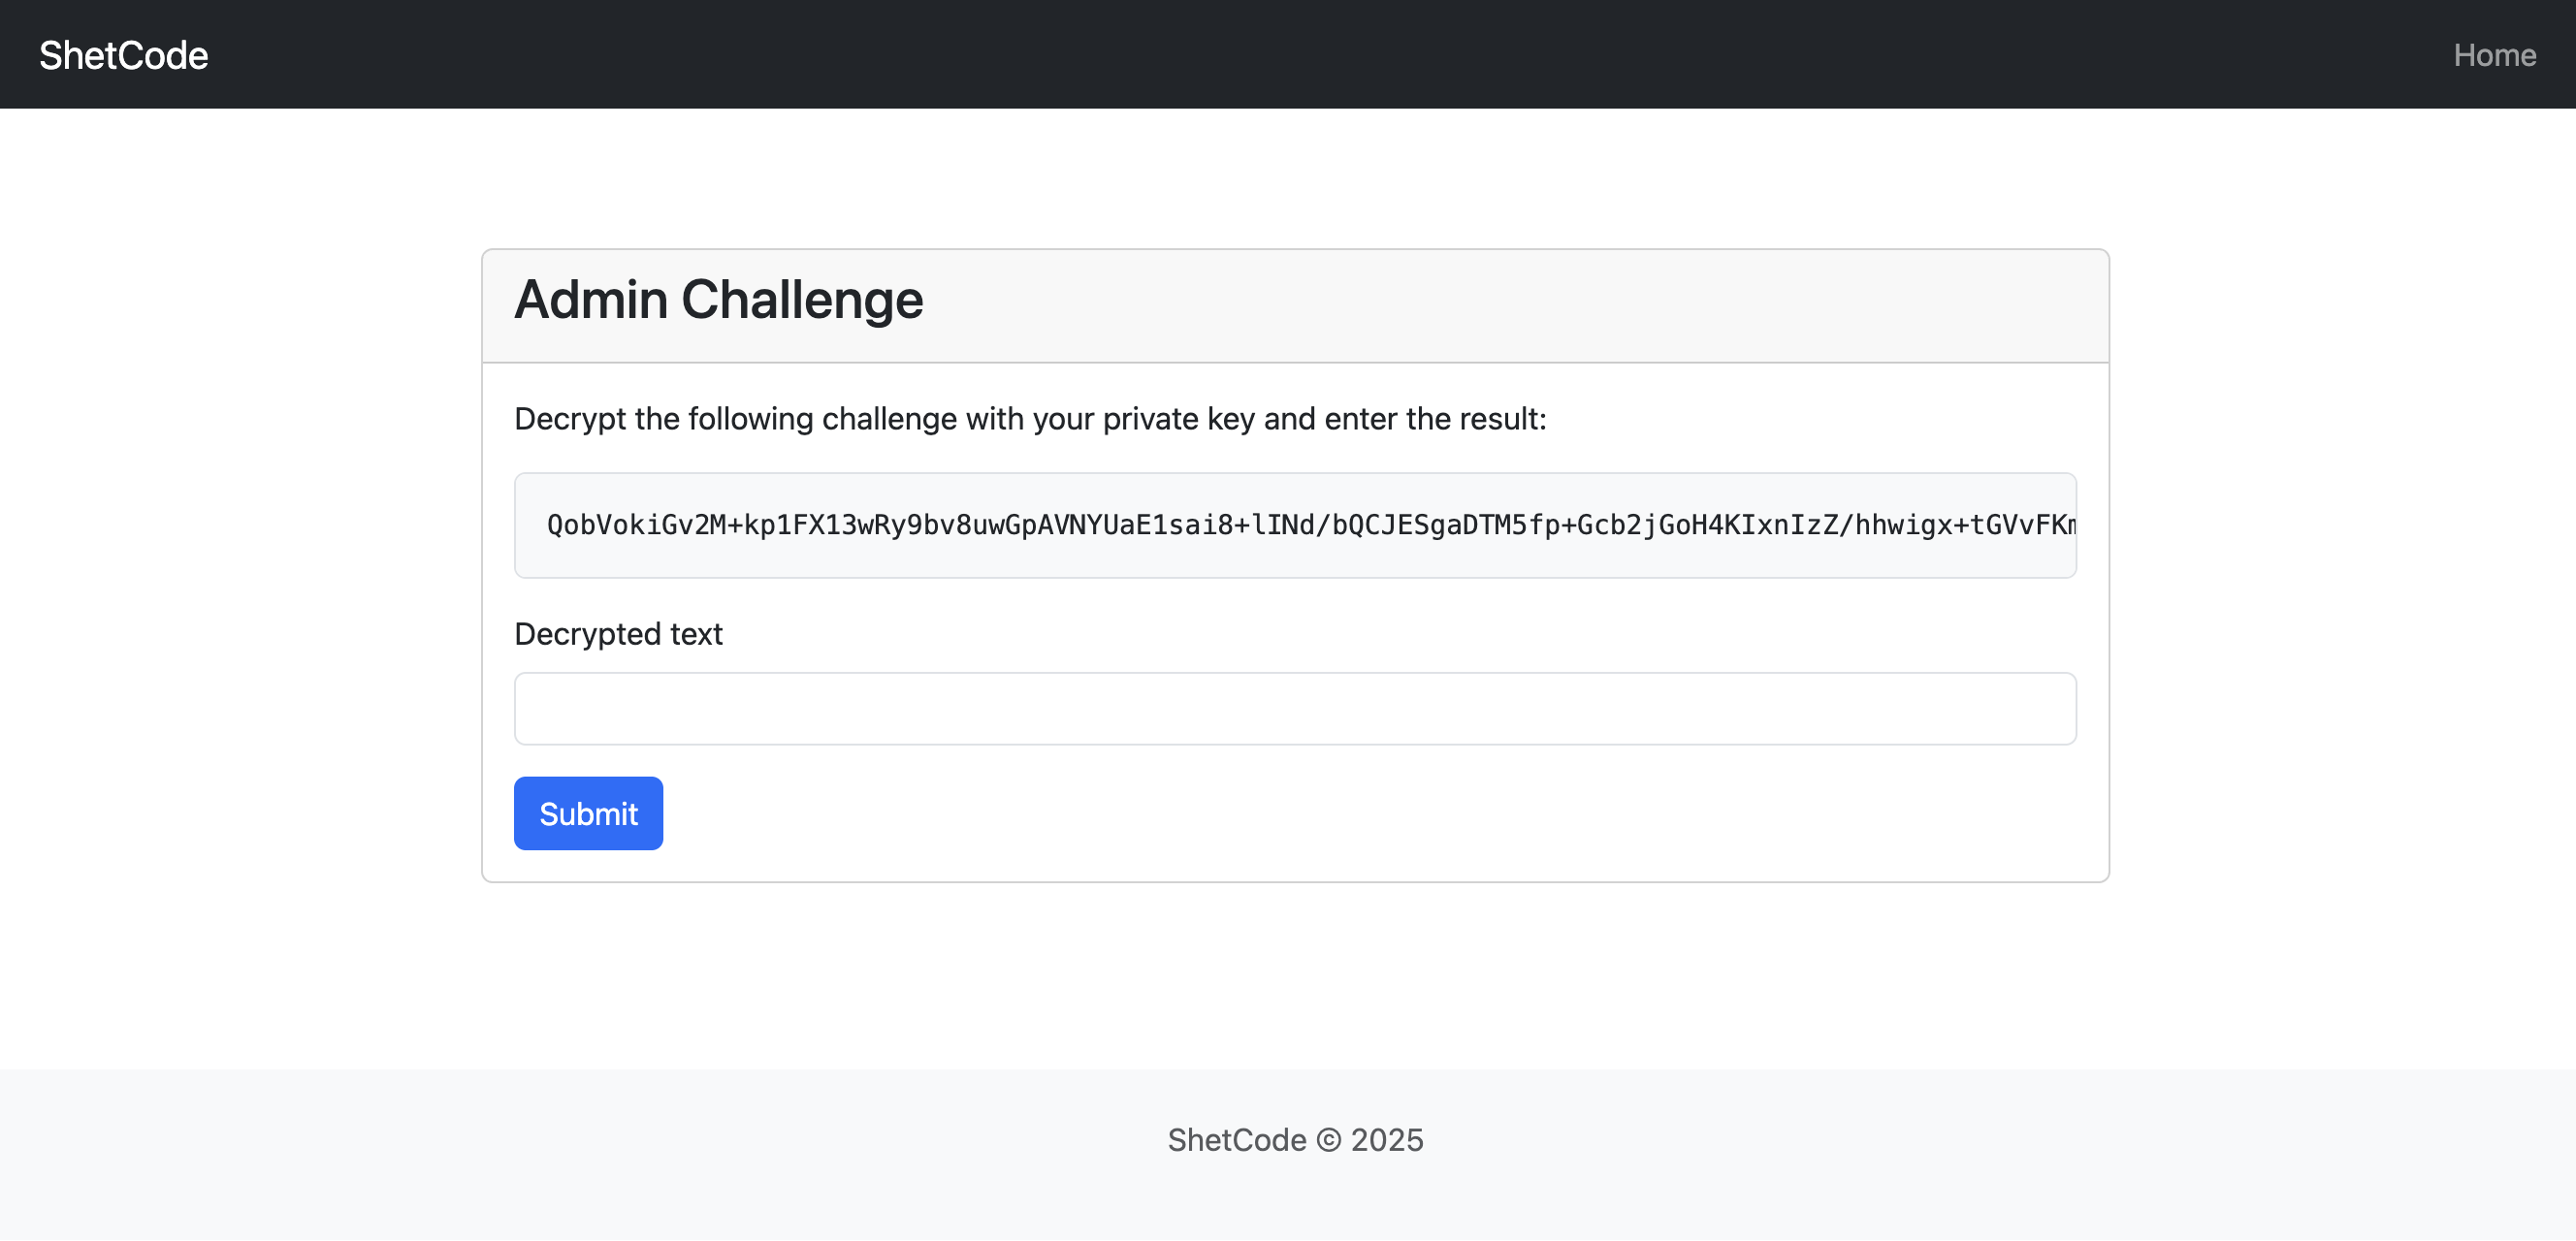 ShetCode
Home
Admin Challenge
Decrypt the following challenge with your private key and enter the result:
QobVokiGv2M+kp1FX13wRy9bv8uwGpAVNYUaE1sai8+lINd/bQCJESgaDTM5fp+Gcb2jGoH4KIxnIzZ/hhwigx+tGVvFK
Decrypted text
Submit
ShetCode © 2025